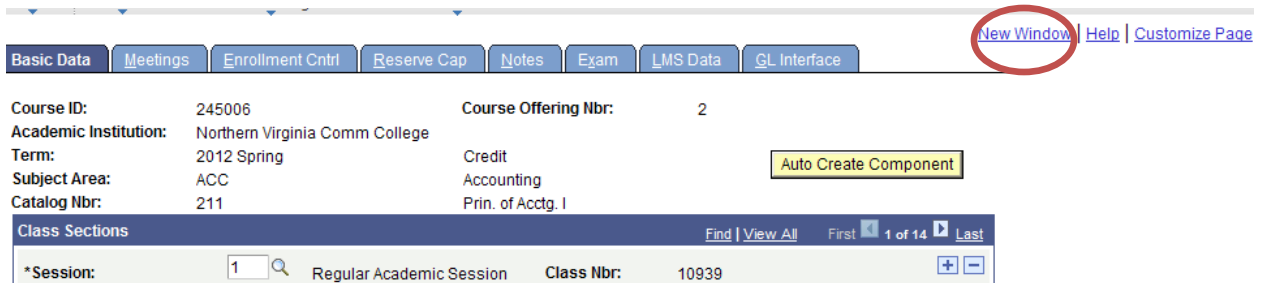 New Window | Help | Customize Page
Basic Data Meetings Enrollment Cntrl Reserve Cap Notes Exam LMS Data GL Interface
Course ID: 245006 Course Offering Nbr: 2
Academic Institution: Northern Virginia Comm College
Term: 2012 Spring Credit Auto Create Component
Subject Area: ACC Accounting
Catalog Nbr: 211 Prin. of Acctg. I
Class Sections Find | View All First 1 of 14 Last
*Session: 1 Regular Academic Session Class Nbr: 10939